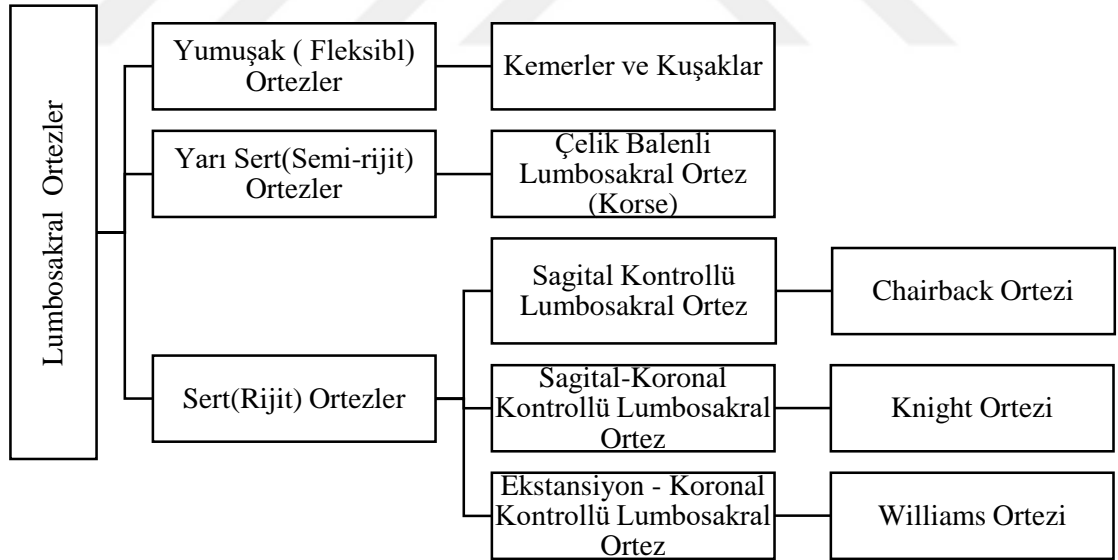 Lumbosakral Ortezler
Yumuşak ( Fleksibl)
Ortezler
Kemerler ve Kuşaklar
Yarı Sert(Semi-rijit)
Ortezler
Çelik Balenli
Lumbosakral Ortez
(Korse)
Sert(Rijit) Ortezler
Sagital Kontrollü
Lumbosakral Ortez
Chairback Ortezi
Sagital-Koronal
Kontrollü Lumbosakral
Ortez
Knight Ortezi
Ekstansiyon - Koronal
Kontrollü Lumbosakral
Ortez
Williams Ortezi